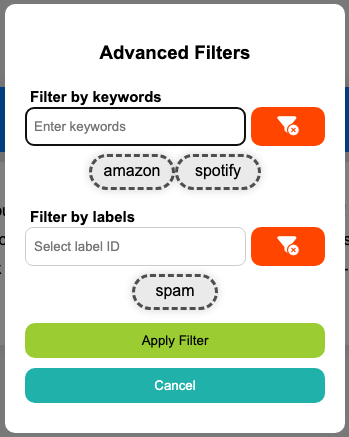 Advanced Filters
Filter by keywords
Enter keywords
amazon spotify
Filter by labels
Select label ID
spam
Apply Filter
Cancel